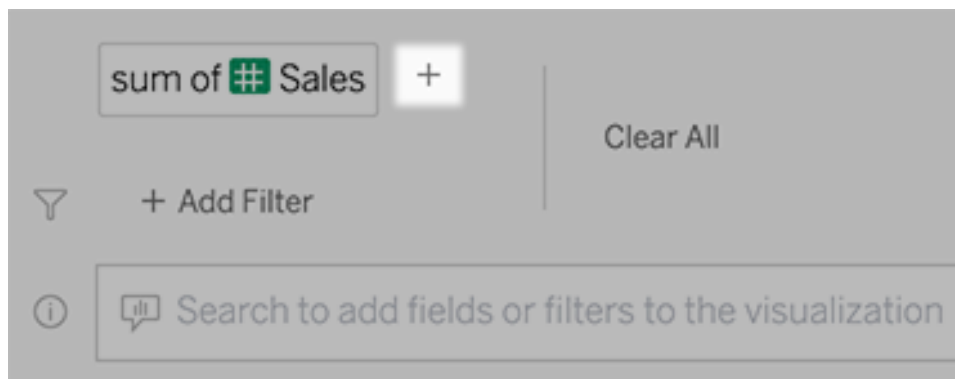 sum of # Sales +
Clear All
+ Add Filter
Search to add fields or filters to the visualization